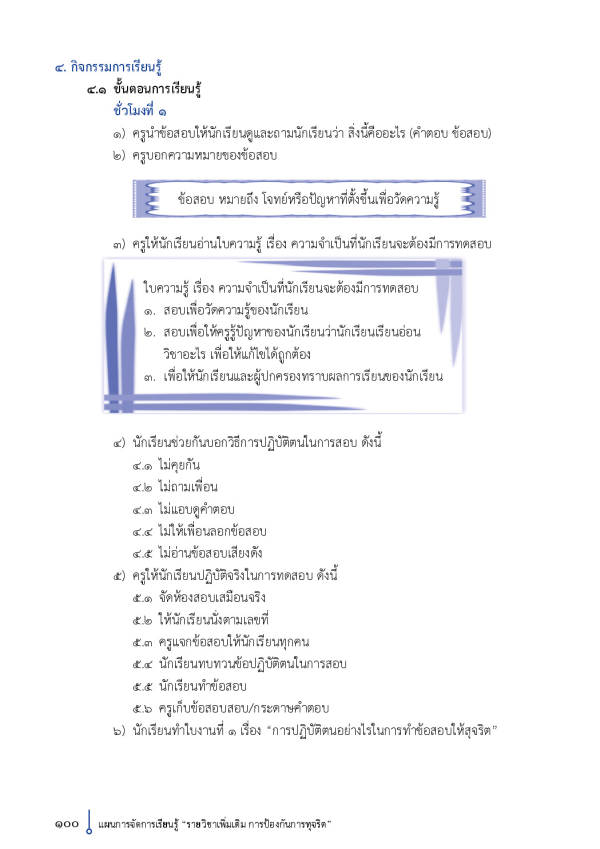 ๔. กิจกรรมการเรียนรู้
๔.๑ ขั้นตอนการเรียนรู้
ชั่วโมงที่ ๑
๑) ครูนำข้อสอบให้นักเรียนดูและถามนักเรียนว่า สิ่งนี้คืออะไร (คำตอบ ข้อสอบ)
๒) ครูบอกความหมายของข้อสอบ
ข้อสอบ หมายถึง โจทย์หรือปัญหาที่ตั้งขึ้นเพื่อวัดความรู้
๓) ครูให้นักเรียนอ่านใบความรู้ เรื่อง ความจำเป็นที่นักเรียนจะต้องมีการทดสอบ
ใบความรู้ เรื่อง ความจำเป็นที่นักเรียนจะต้องมีการทดสอบ
๑. สอบเพื่อวัดความรู้ของนักเรียน
๒. สอบเพื่อให้ครูรู้ปัญหาของนักเรียนว่านักเรียนเรียนอ่อน
วิชาอะไร เพื่อให้แก้ไขได้ถูกต้อง
๓. เพื่อให้นักเรียนและผู้ปกครองทราบผลการเรียนของนักเรียน
๔) นักเรียนช่วยกันบอกวิธีการปฏิบัติตนในการสอบ ดังนี้
๔.๑ ไม่คุยกัน
๔.๒ ไม่ถามเพื่อน
๔.๓ ไม่แอบดูคำตอบ
๔.๔ ไม่ให้เพื่อนลอกข้อสอบ
๔.๕ ไม่อ่านข้อสอบเสียงดัง
๕) ครูให้นักเรียนปฏิบัติจริงในการทดสอบ ดังนี้
๕.๑ จัดห้องสอบเสมือนจริง
๕.๒ ให้นักเรียนนั่งตามเลขที่
๕.๓ ครูแจกข้อสอบให้นักเรียนทุกคน
๕.๔ นักเรียนทบทวนข้อปฏิบัติตนในการสอบ
๕.๕ นักเรียนทำข้อสอบ
๕.๖ ครูเก็บข้อสอบสอบ/กระดาษคำตอบ
๖) นักเรียนทำใบงานที่ ๑ เรื่อง “การปฏิบัติตนอย่างไรในการทำข้อสอบให้สุจริต”
๑๐๐ แผนการจัดการเรียนรู้ “รายวิชาเพิ่มเติม การป้องกันการทุจริต”